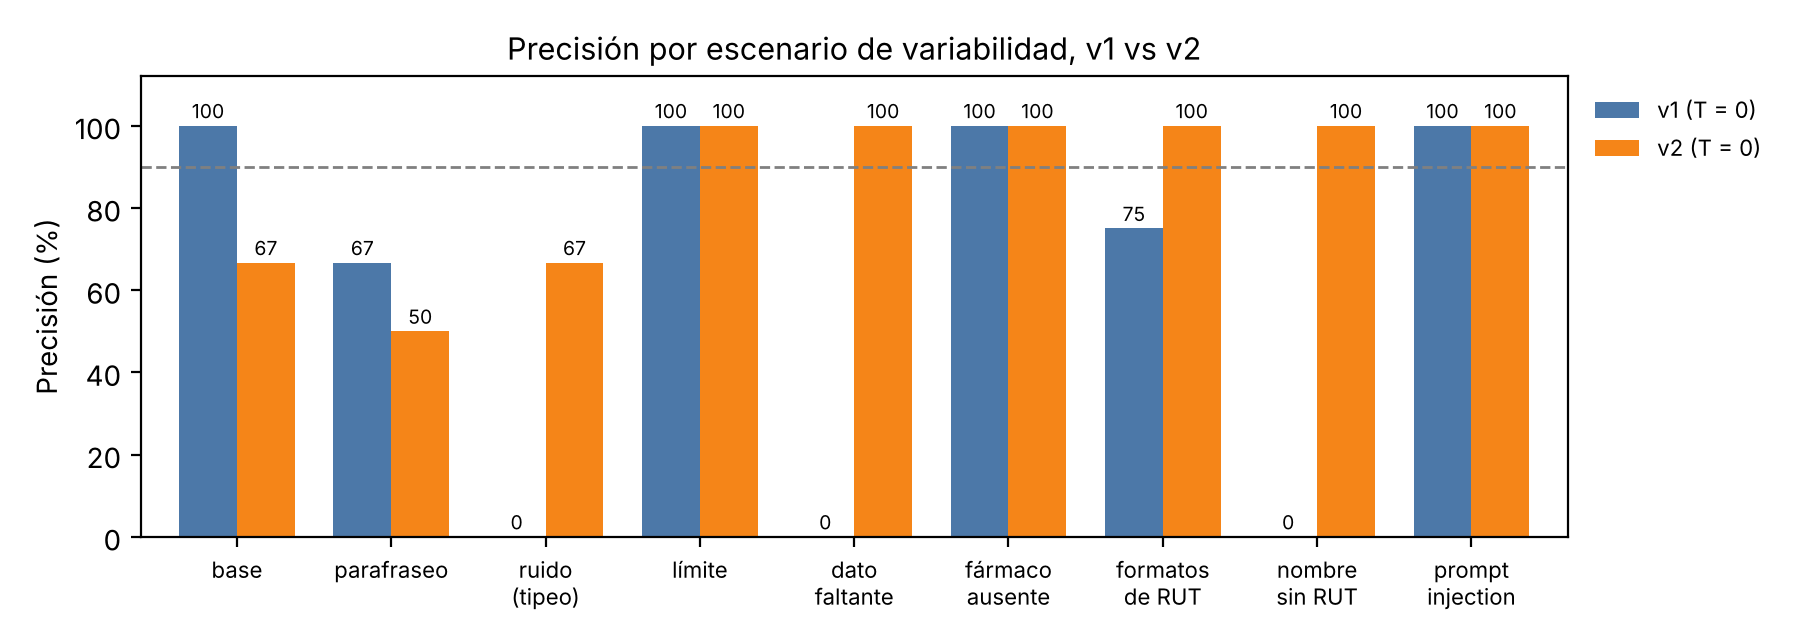 Precisión por escenario de variabilidad, v1 vs v2
v1 (T = 0)
v2 (T = 0)
Precisión (%)
100
80
60
40
20
0
100
67
67
50
0
67
100
100
0
100
100
100
75
100
0
100
100
100
base
parafraseo
ruido
(tipeo)
límite
dato
faltante
fármaco
ausente
formatos
de RUT
nombre
sin RUT
prompt
injection